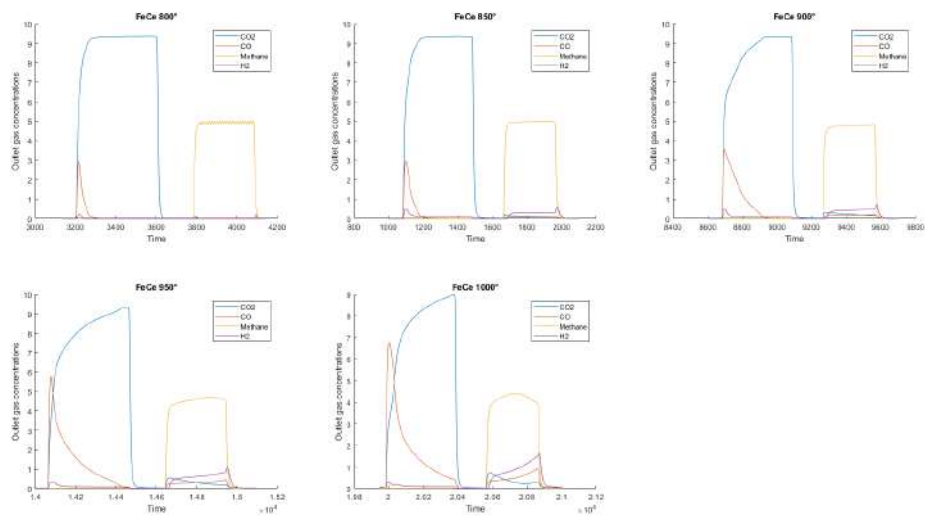 FeCe 800°
Outlet gas concentrations
10
9
8
7
6
5
4
3
2
1
0
CO2
CO
Methane
H2
3000 3200 3400 3600 3800 4000 4200
Time
FeCe 850°
Outlet gas concentrations
10
9
8
7
6
5
4
3
2
1
0
CO2
CO
Methane
H2
800 1000 1200 1400 1600 1800 2000 2200
Time
FeCe 900°
Outlet gas concentrations
10
9
8
7
6
5
4
3
2
1
0
CO2
CO
Methane
H2
8400 8600 8800 9000 9200 9400 9600 9800
Time
FeCe 950°
Outlet gas concentrations
10
9
8
7
6
5
4
3
2
1
0
CO2
CO
Methane
H2
1.4 1.42 1.44 1.46 1.48 1.5 1.52
Time
×10⁴
FeCe 1000°
Outlet gas concentrations
9
8
7
6
5
4
3
2
1
0
CO2
CO
Methane
H2
1.98 2 2.02 2.04 2.06 2.08 2.1 2.12
Time
×10⁴